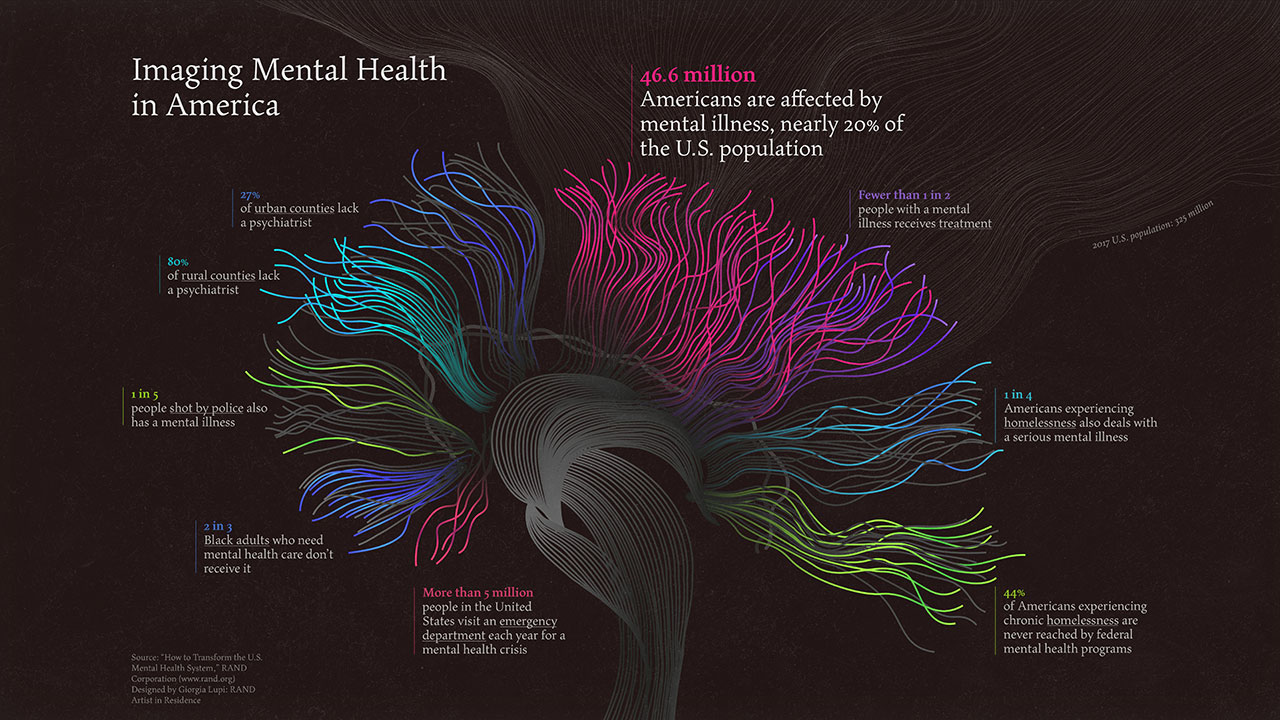 Imaging Mental Health
in America
46.6 million
Americans are affected by
mental illness, nearly 20% of
the U.S. population
27%
of urban counties lack
a psychiatrist
Fewer than 1 in 2
people with a mental
illness receives treatment
2017 U.S. population: 325 million
80%
of rural counties lack
a psychiatrist
1 in 5
people shot by police also
has a mental illness
1 in 4
Americans experiencing
homelessness also deals with
a serious mental illness
2 in 3
Black adults who need
mental health care don't
receive it
More than 5 million
people in the United
States visit an emergency
department each year for a
mental health crisis
44%
of Americans experiencing
chronic homelessness are
never reached by federal
mental health programs
Source: "How to Transform the U.S.
Mental Health System," RAND
Corporation (www.rand.org)
Designed by Giorgia Lupi: RAND
Artist in Residence